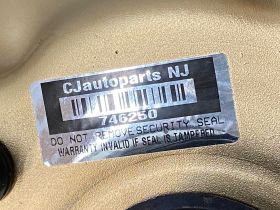 CJautoparts NJ
746250
DO NOT REMOVE SECURITY SEAL
WARRANTY INVALID IF SEAL IS TAMPERED